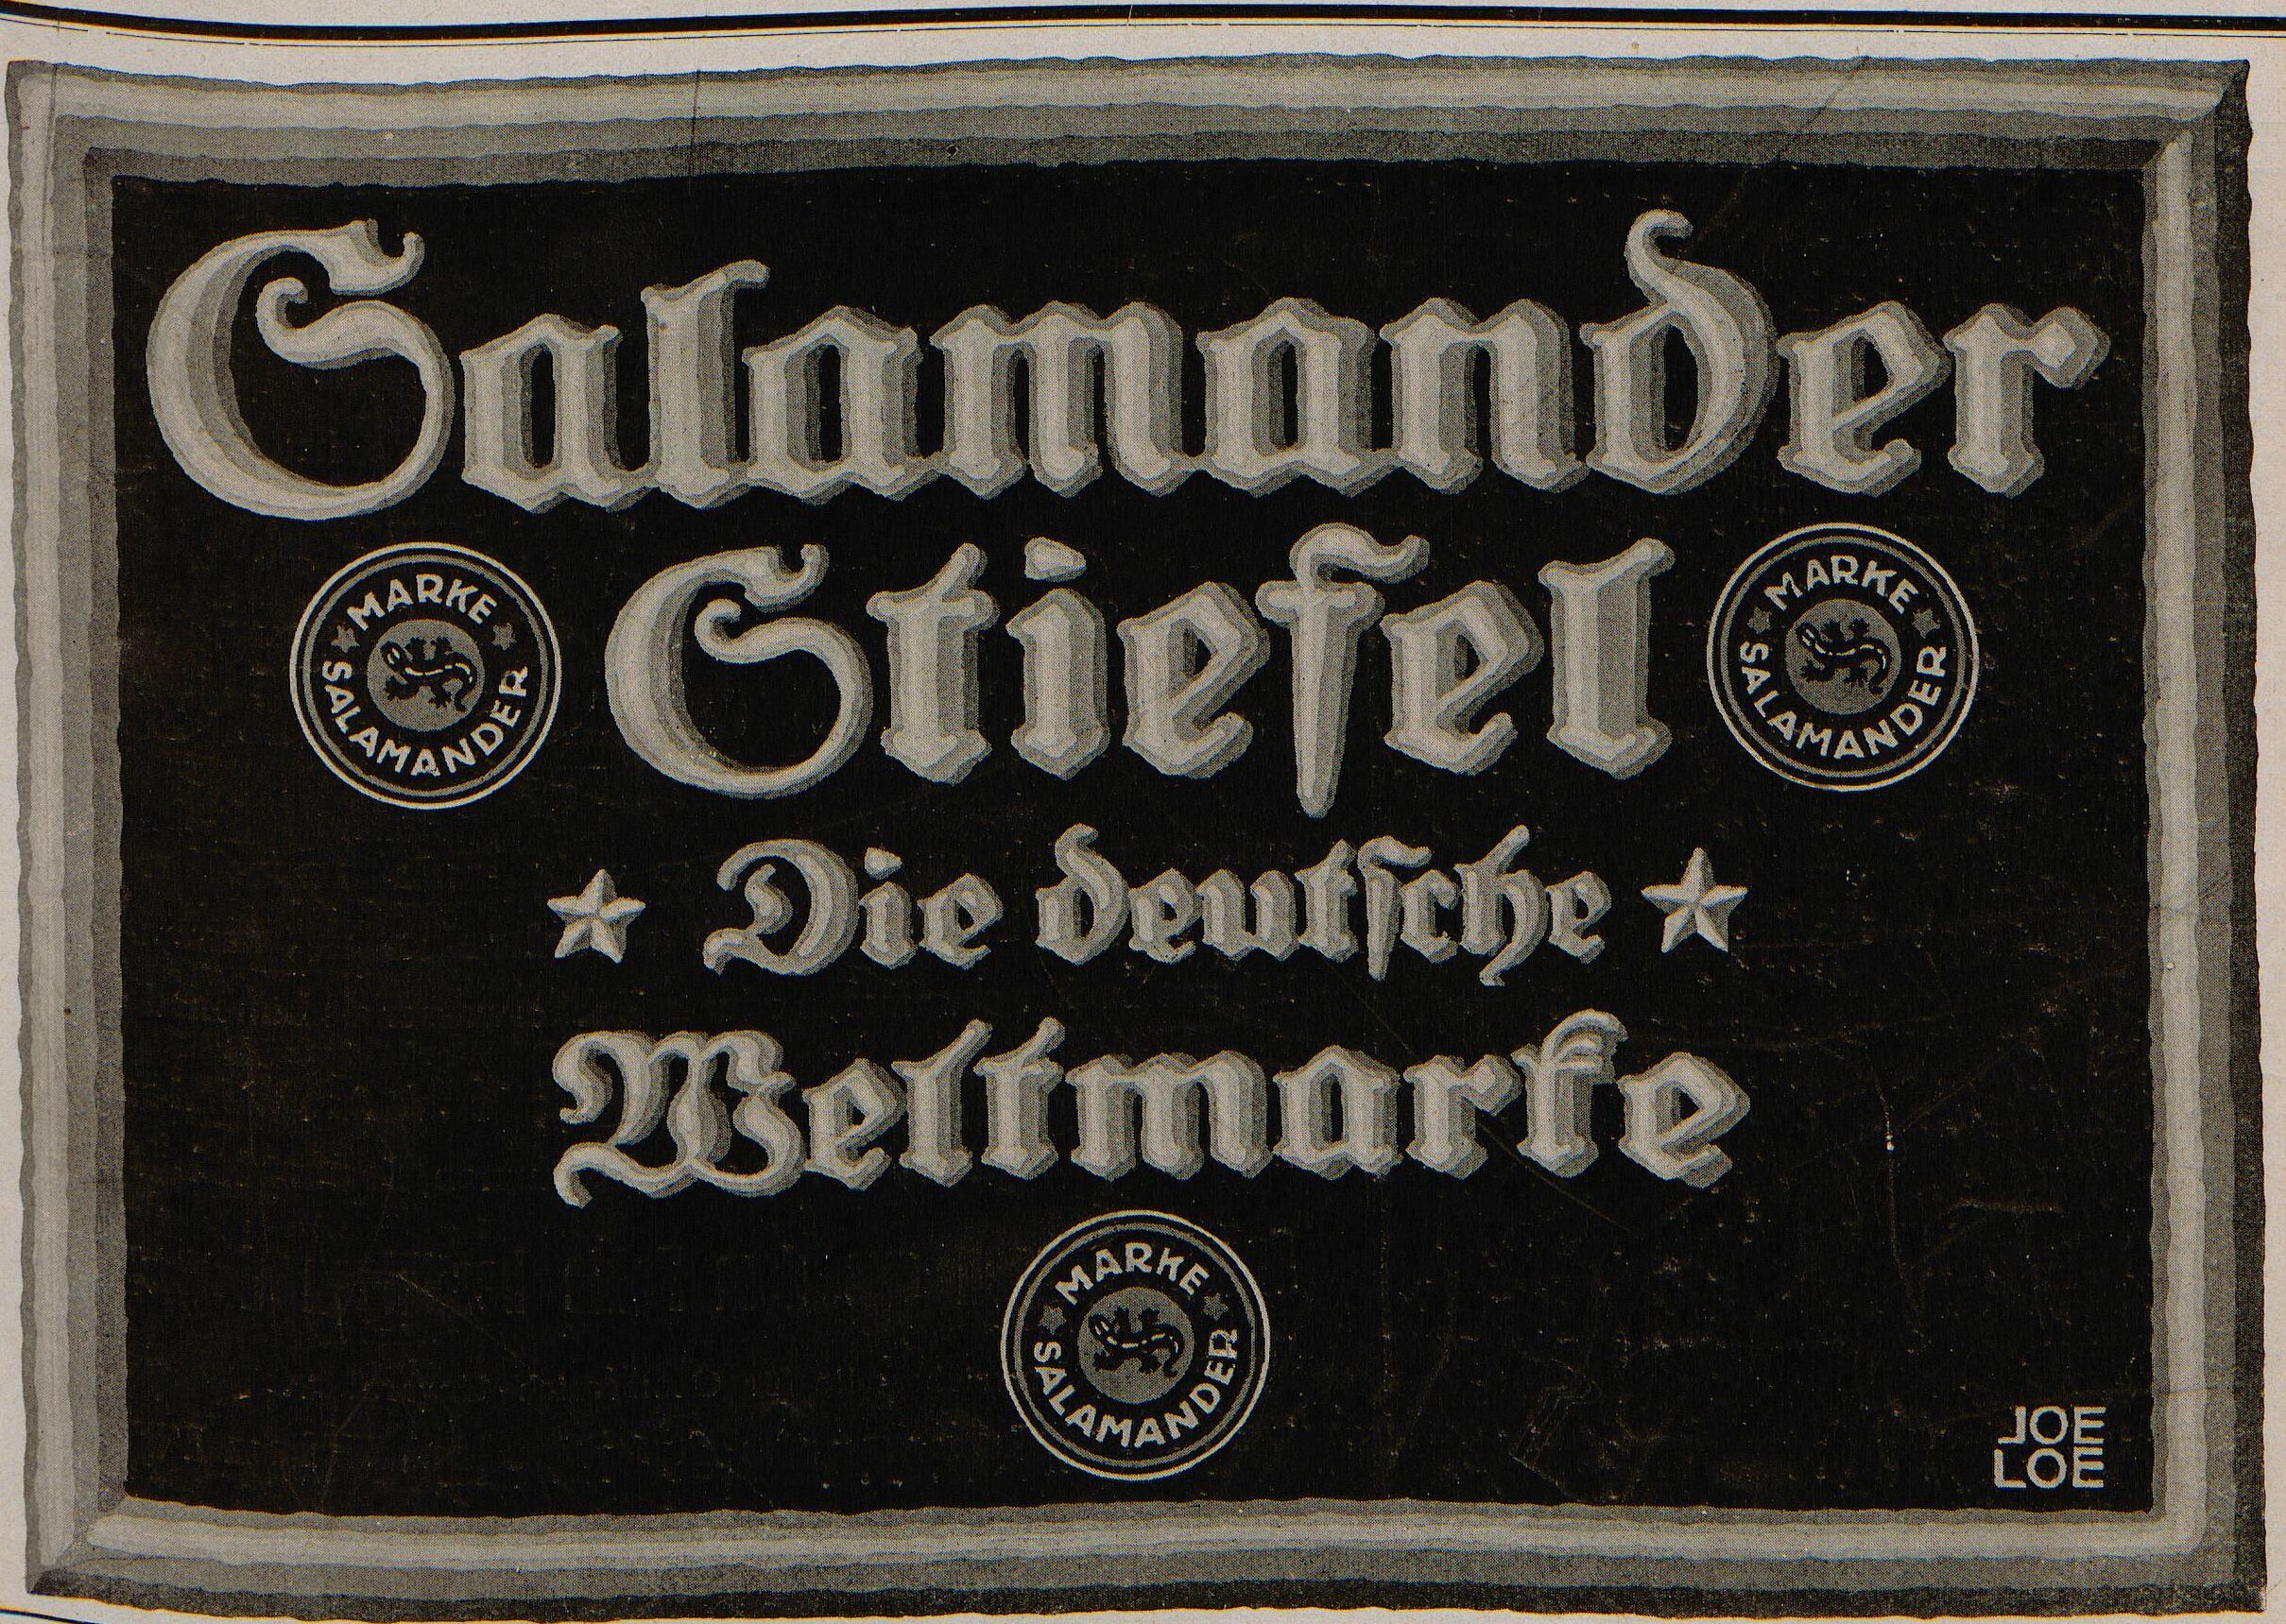 Salamander
MARKE SALAMANDER
Stiefel
MARKE SALAMANDER
Die deutsche
Weltmarke
MARKE SALAMANDER
JOE
LOE